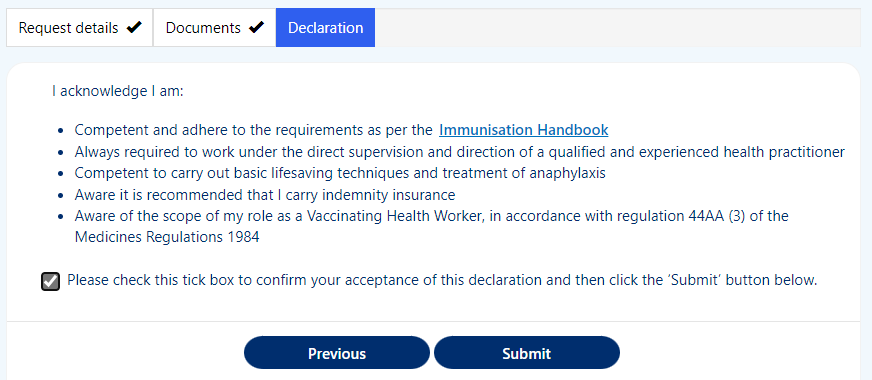 Request details ✔ Documents ✔ Declaration
I acknowledge I am:
• Competent and adhere to the requirements as per the Immunisation Handbook
• Always required to work under the direct supervision and direction of a qualified and experienced health practitioner
• Competent to carry out basic lifesaving techniques and treatment of anaphylaxis
• Aware it is recommended that I carry indemnity insurance
• Aware of the scope of my role as a Vaccinating Health Worker, in accordance with regulation 44AA (3) of the
Medicines Regulations 1984
Please check this tick box to confirm your acceptance of this declaration and then click the ‘Submit’ button below.
Previous Submit